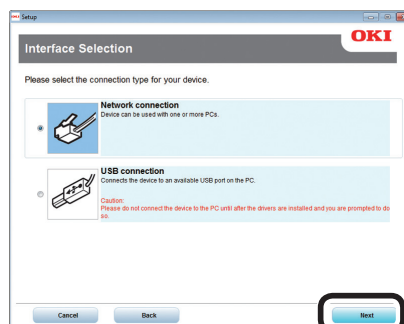 OKI Setup
OKI
Interface Selection
Please select the connection type for your device.
Network connection
Device can be used with one or more PCs.
USB connection
Connects the device to an available USB port on the PC.
Caution:
Please do not connect the device to the PC until after the drivers are installed and you are prompted to do
so.
Cancel Back Next